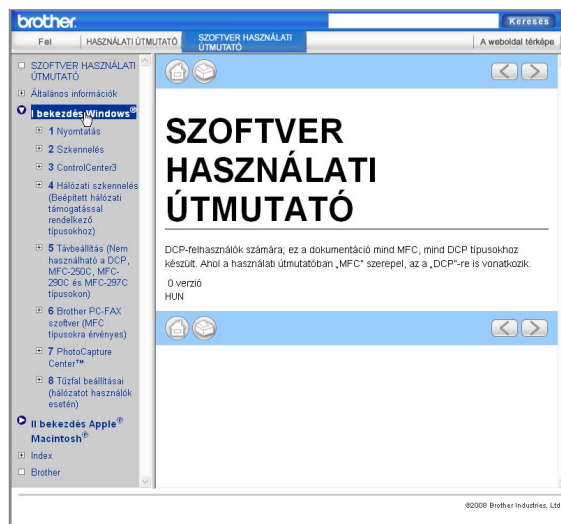 brother.
Keresés
Fel
HASZNÁLATI ÚTMUTATÓ
SZOFTVER HASZNÁLATI
ÚTMUTATÓ
A weboldal térképe
SZOFTVER HASZNÁLATI
ÚTMUTATÓ
Általános információk
I bekezdés Windows®
1 Nyomtatás
2 Szkennelés
3 ControlCenter3
4 Hálózati szkennelés
(Beépített hálózati
támogatással
rendelkező
típusokhoz)
5 Távbeállítás (Nem
használható a DCP,
MFC-250C, MFC-
290C és MFC-297C
típusokon)
6 Brother PC-FAX
szoftver (MFC
típusokra érvényes)
7 PhotoCapture
Center™
8 Tűzfal beállításai
(hálózatot használók
esetén)
II bekezdés Apple®
Macintosh®
Index
Brother
SZOFTVER
HASZNÁLATI
ÚTMUTATÓ
DCP-felhasználók számára; ez a dokumentáció mind MFC, mind DCP típusokhoz
készült. Ahol a használati útmutatóban „MFC" szerepel, az a „DCP"-re is vonatkozik.
0 verzió
HUN
©2008 Brother Industries, Ltd